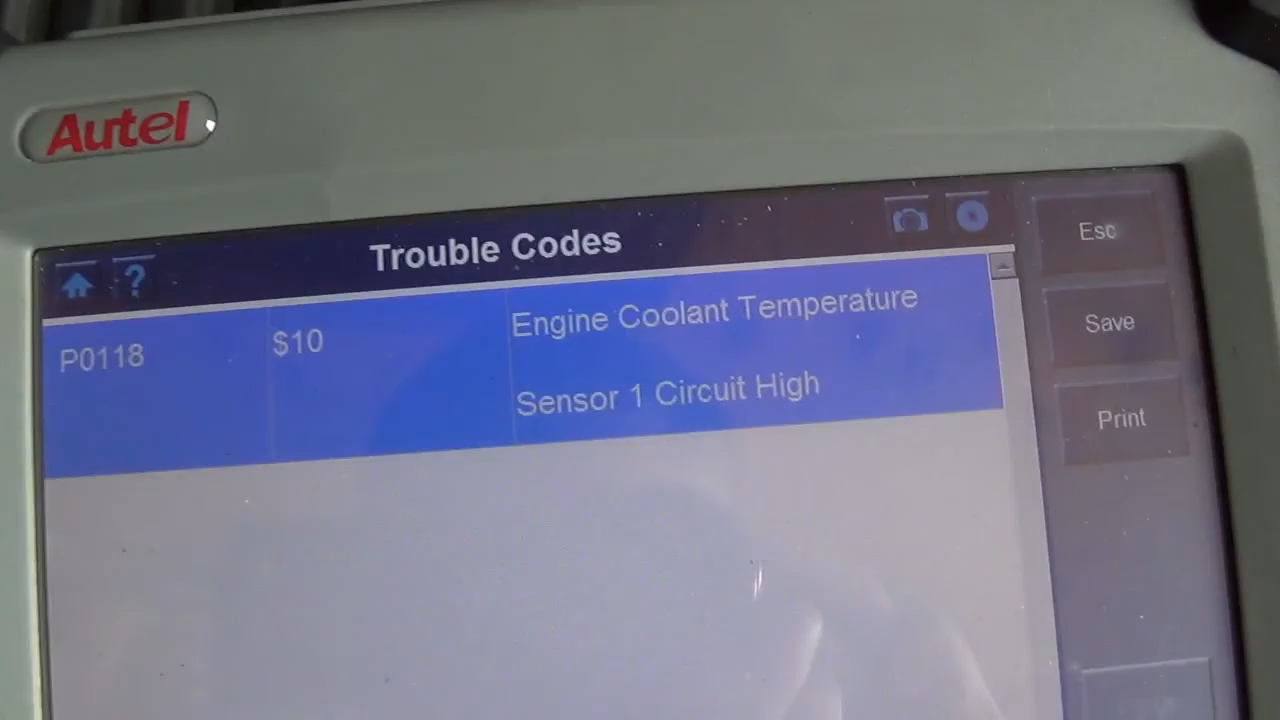 Autel
Trouble Codes
?
P0118 $10 Engine Coolant Temperature
Sensor 1 Circuit High
Esc
Save
Print